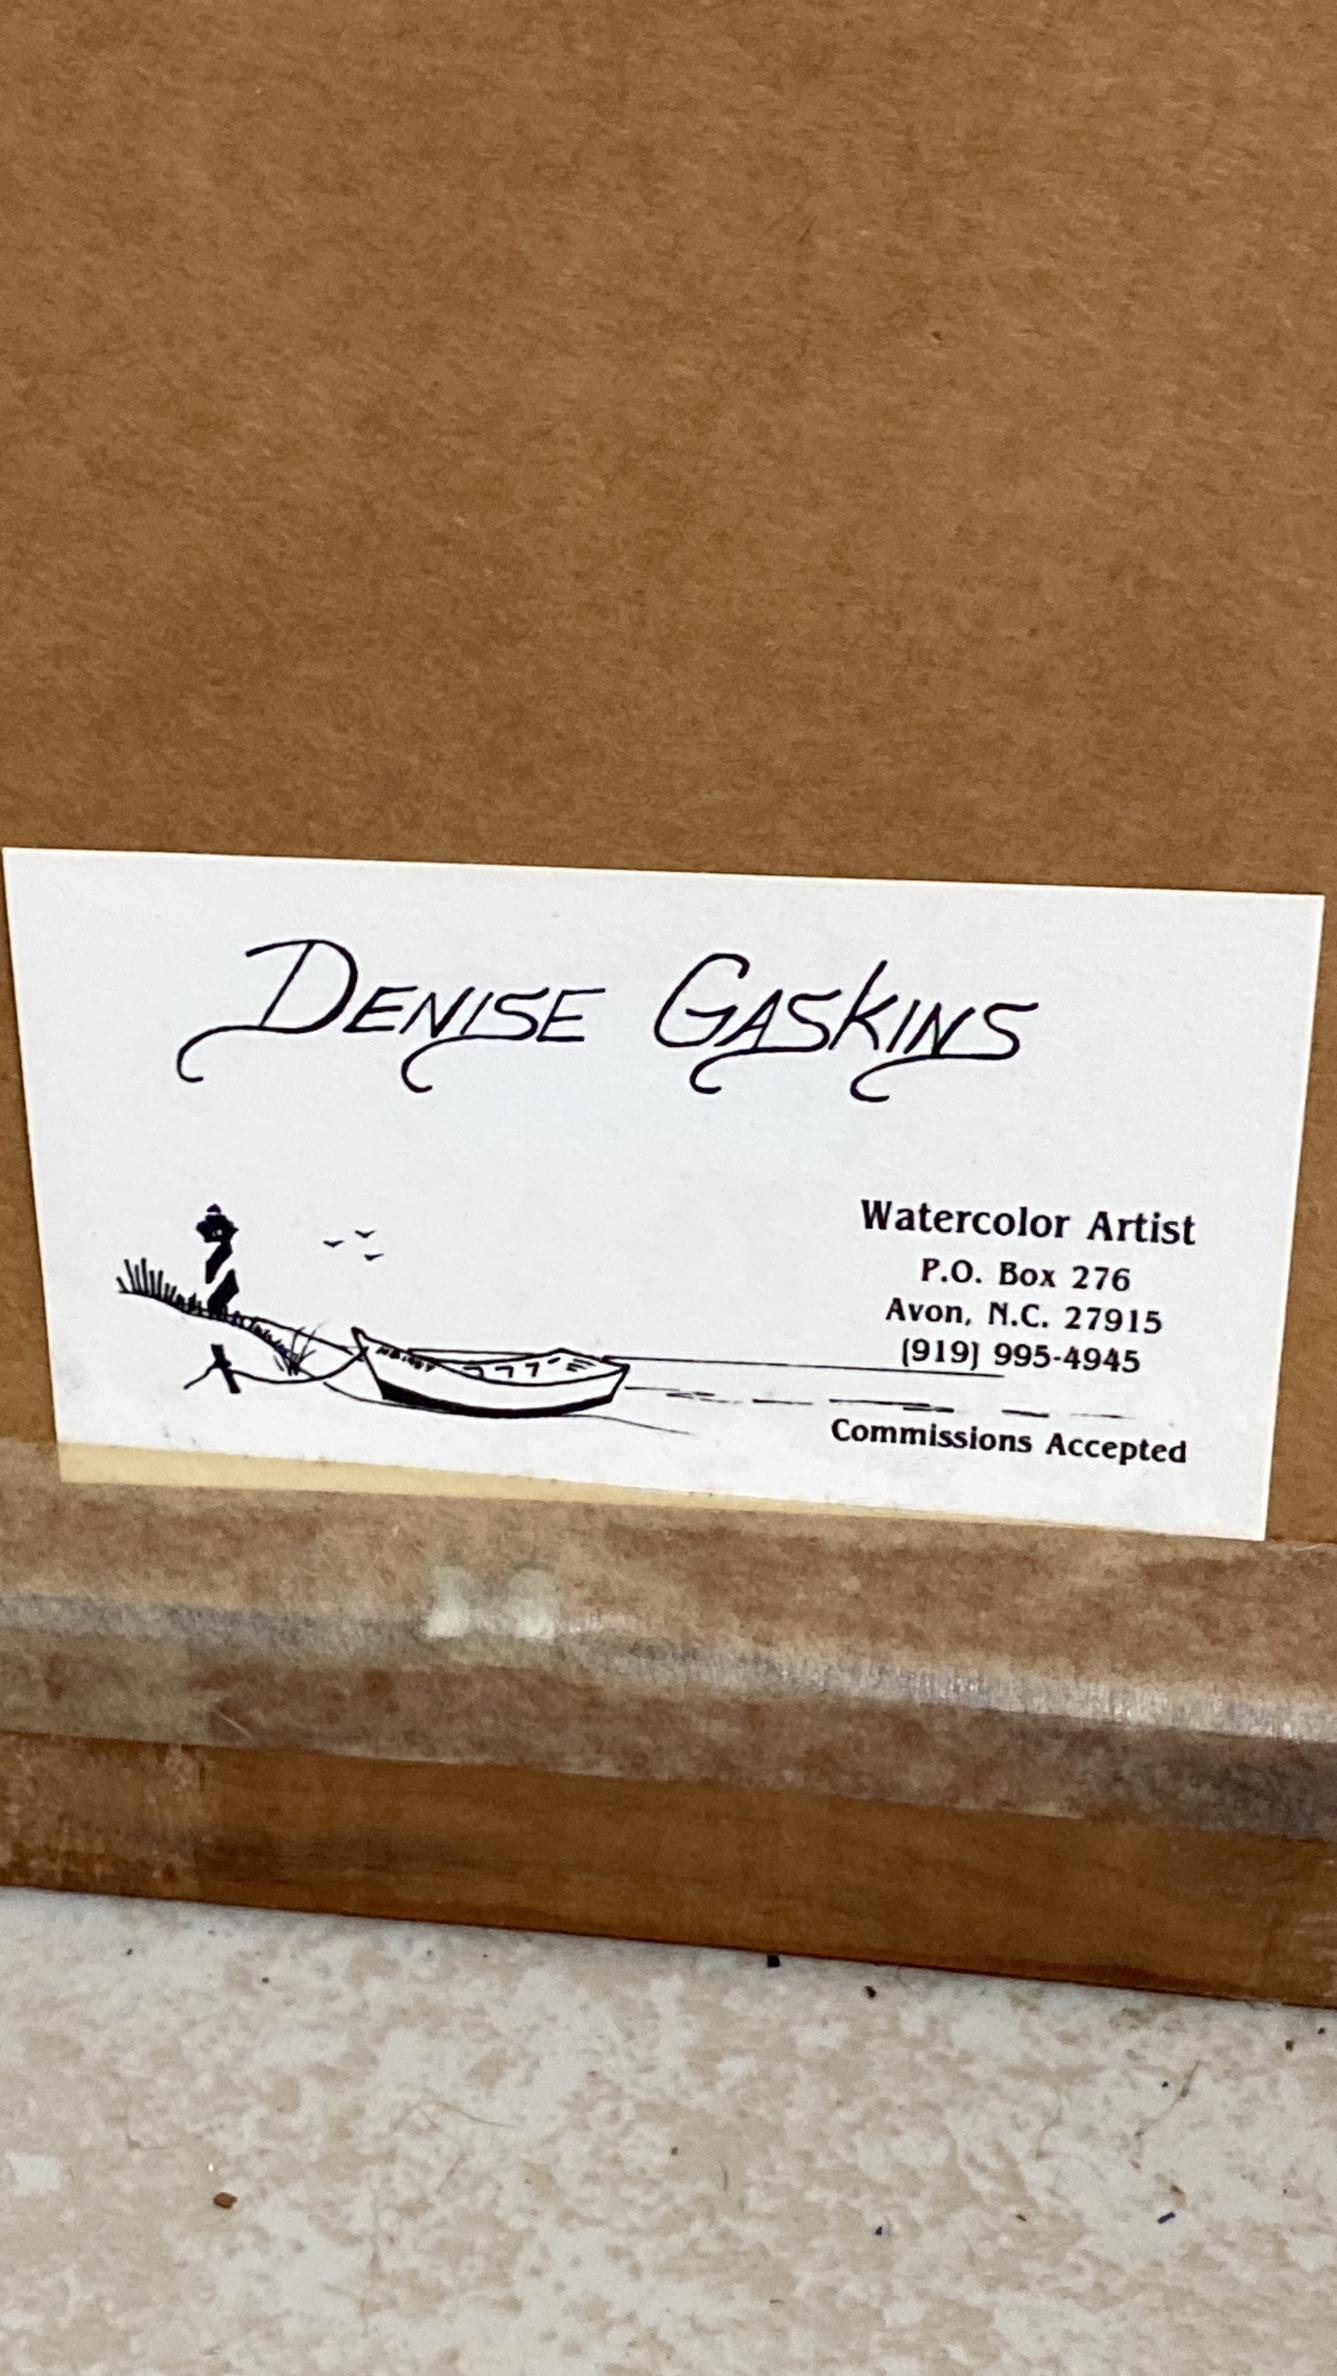 DENISE GASKINS
Watercolor Artist
P.O. Box 276
Avon, N.C. 27915
(919) 995-4945
Commissions Accepted